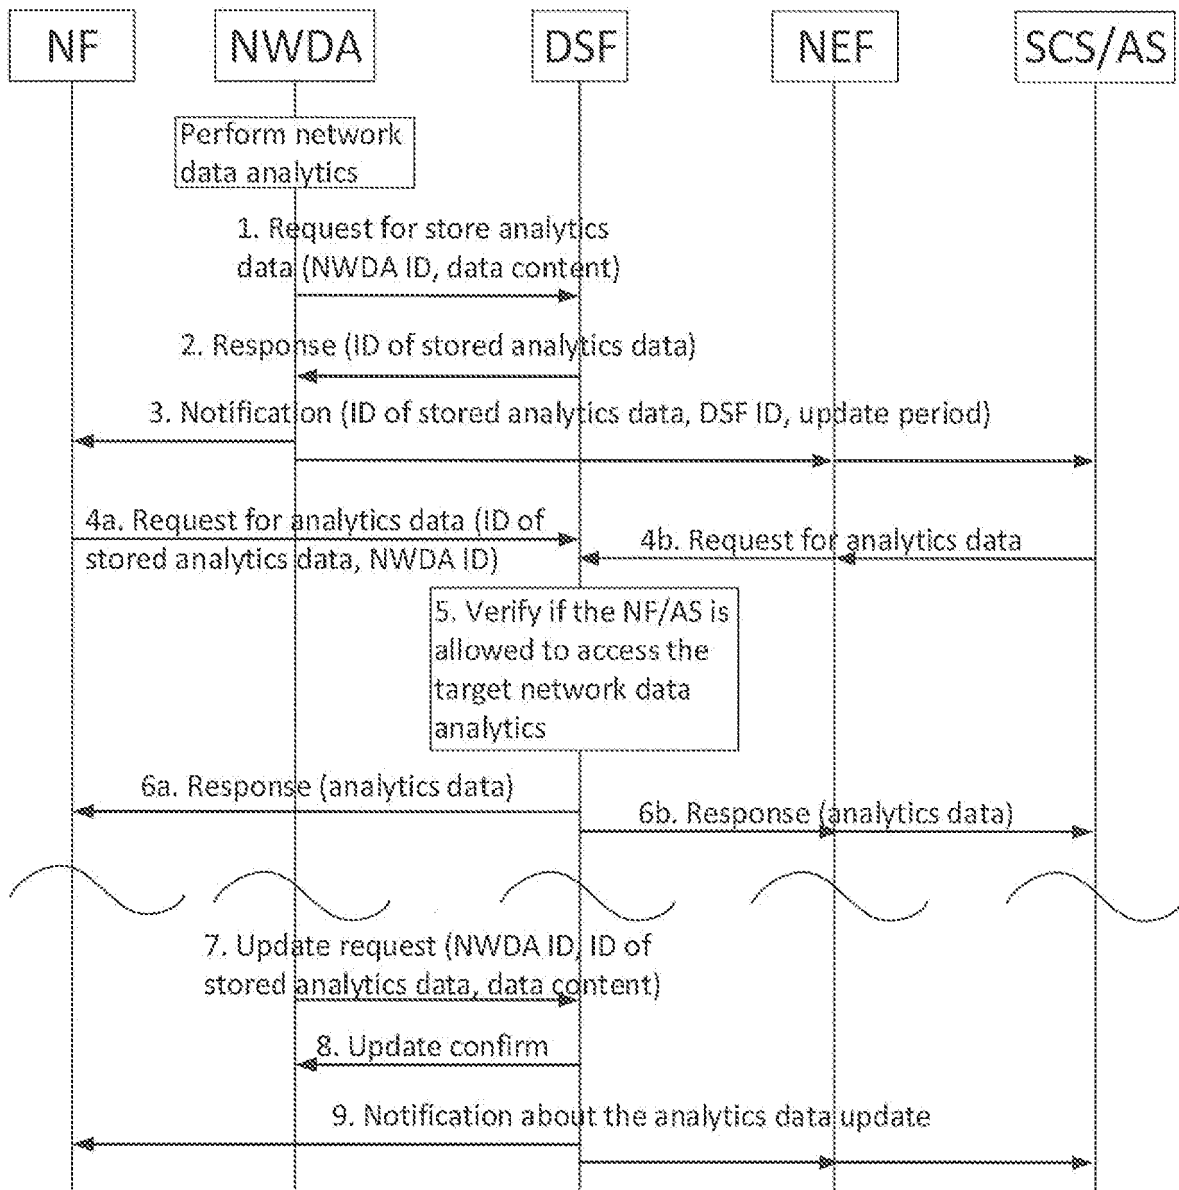 NF NWDA DSF NEF SCS/AS
Perform network
data analytics
1. Request for store analytics
data (NWDA ID, data content)
2. Response (ID of stored analytics data)
3. Notification (ID of stored analytics data, DSF ID, update period)
4a. Request for analytics data (ID of
stored analytics data, NWDA ID)
4b. Request for analytics data
5. Verify if the NF/AS is
allowed to access the
target network data
analytics
6a. Response (analytics data)
6b. Response (analytics data)
7. Update request (NWDA ID, ID of
stored analytics data, data content)
8. Update confirm
9. Notification about the analytics data update